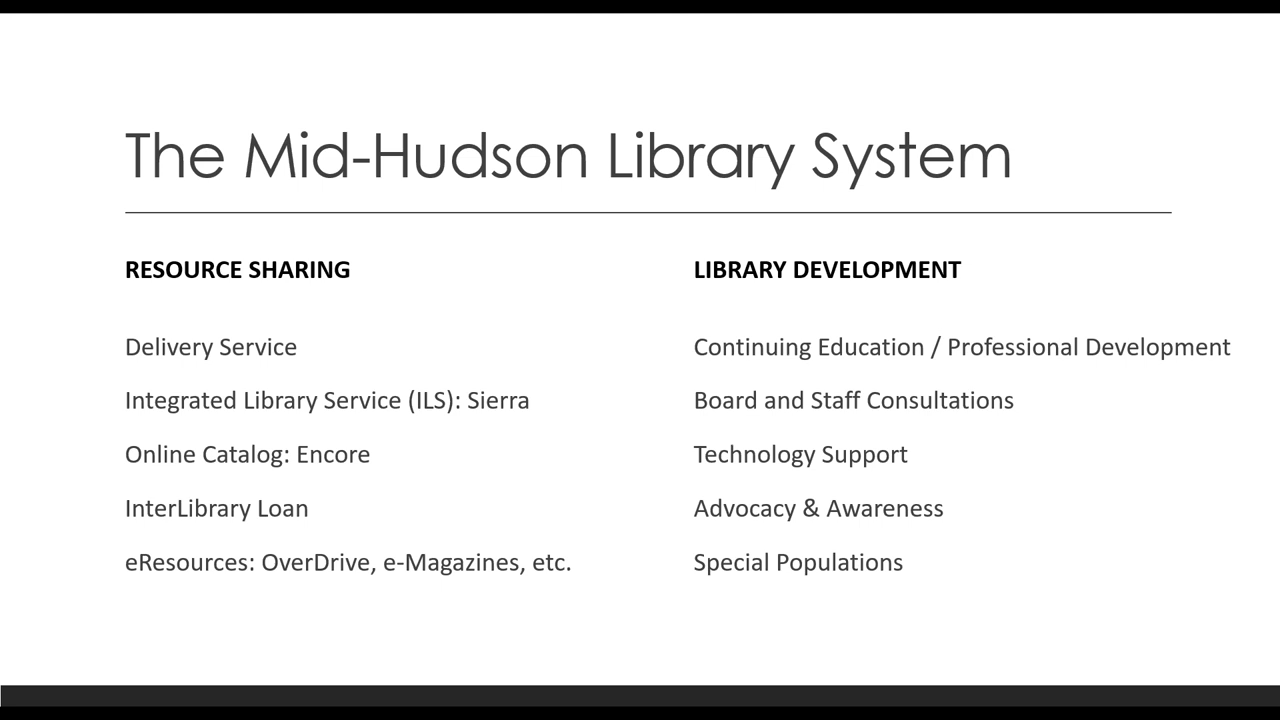 The Mid-Hudson Library System
RESOURCE SHARING
Delivery Service
Integrated Library Service (ILS): Sierra
Online Catalog: Encore
InterLibrary Loan
eResources: OverDrive, e-Magazines, etc.
LIBRARY DEVELOPMENT
Continuing Education / Professional Development
Board and Staff Consultations
Technology Support
Advocacy & Awareness
Special Populations